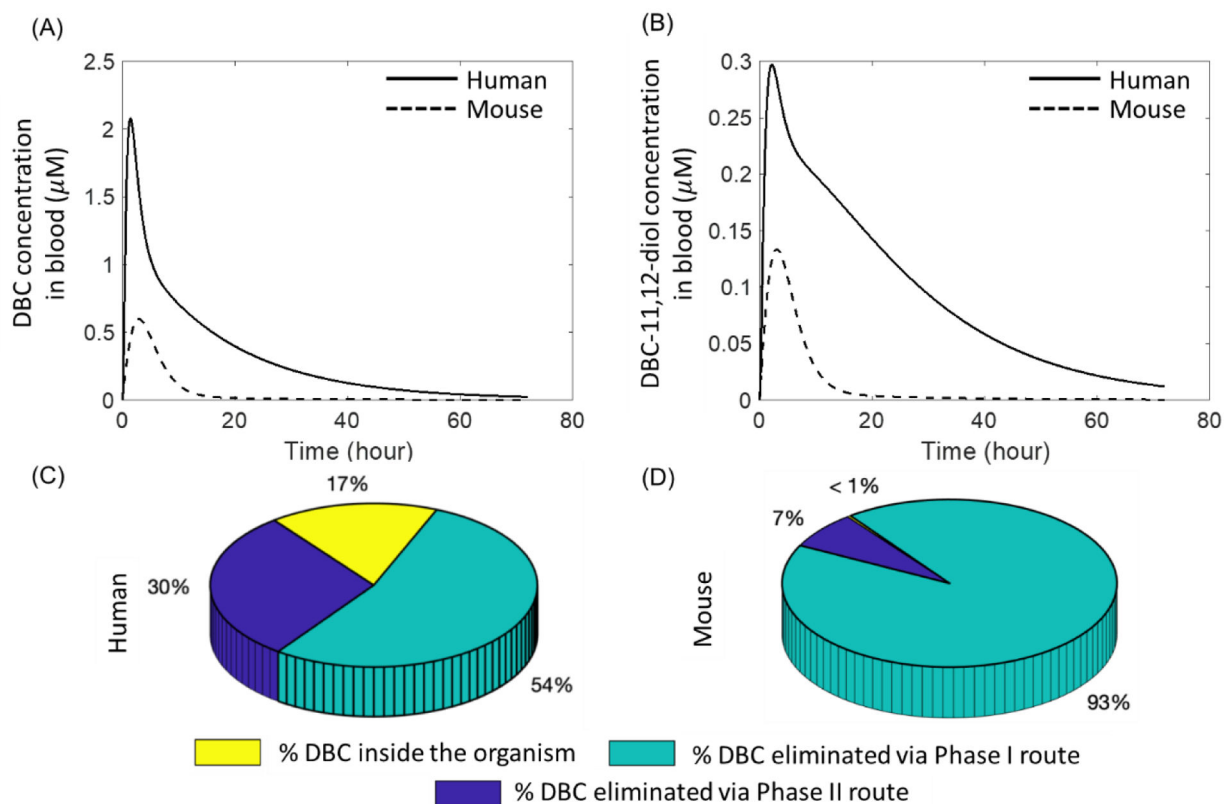 (A)
DBC concentration
in blood (μM)
2.5
2
1.5
1
0.5
0
0 20 40 60 80
Time (hour)
Human
Mouse
(B)
DBC-11,12-diol concentration
in blood (μM)
0.3
0.25
0.2
0.15
0.1
0.05
0
0 20 40 60 80
Time (hour)
Human
Mouse
(C)
Human
17%
30%
54%
(D)
Mouse
< 1%
7%
93%
% DBC inside the organism
% DBC eliminated via Phase I route
% DBC eliminated via Phase II route